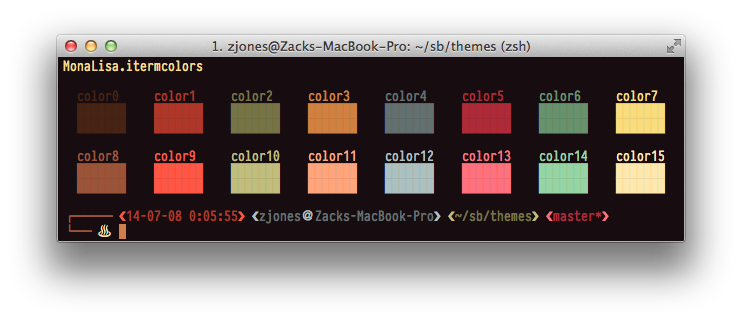 1. zjones@Zacks-MacBook-Pro: ~/sb/themes (zsh)
MonaLisa.itermcolors
color0 color1 color2 color3 color4 color5 color6 color7
color8 color9 color10 color11 color12 color13 color14 color15
❮14-07-08 0:05:55❯ ❮zjones@Zacks-MacBook-Pro❯ ❮~/sb/themes❯ ❮master*❯